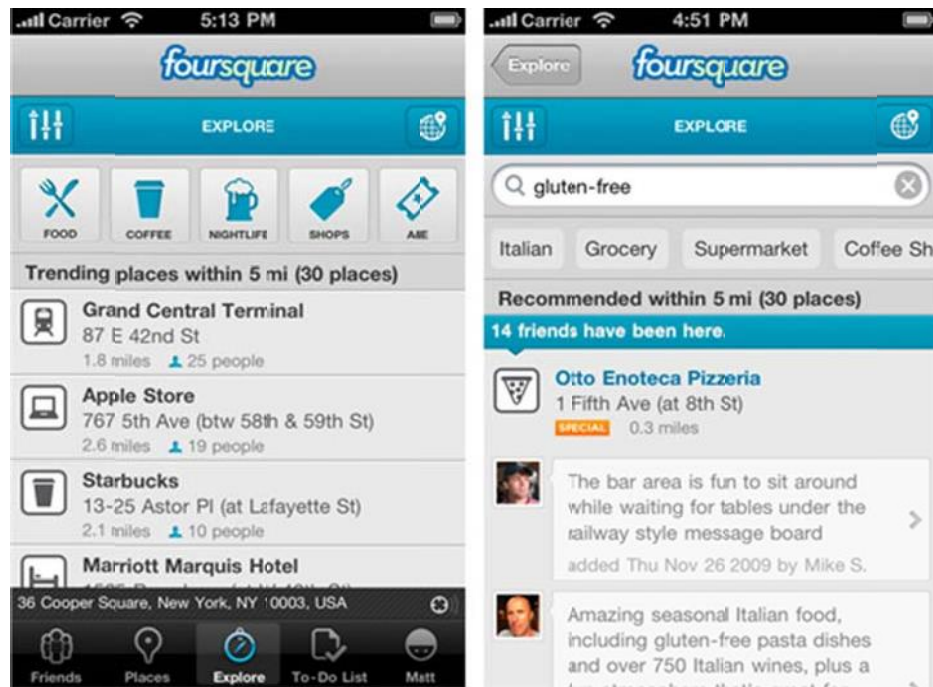 Carrier 5:13 PM
foursquare
EXPLORE
FOOD COFFEE NIGHTLIFE SHOPS A&E
Trending places within 5 mi (30 places)
Grand Central Terminal
87 E 42nd St
1.8 miles 25 people
Apple Store
767 5th Ave (btw 58th & 59th St)
2.6 miles 19 people
Starbucks
13-25 Astor Pl (at Lafayette St)
2.1 miles 10 people
Marriott Marquis Hotel
36 Cooper Square, New York, NY 10003, USA
Friends Places Explore To-Do List Matt
Carrier 4:51 PM
Explore foursquare
EXPLORE
gluten-free
Italian Grocery Supermarket Coffee Sh
Recommended within 5 mi (30 places)
14 friends have been here.
Otto Enoteca Pizzeria
1 Fifth Ave (at 8th St)
SPECIAL 0.3 miles
The bar area is fun to sit around
while waiting for tables under the
railway style message board
added Thu Nov 26 2009 by Mike S.
Amazing seasonal Italian food,
including gluten-free pasta dishes
and over 750 Italian wines, plus a